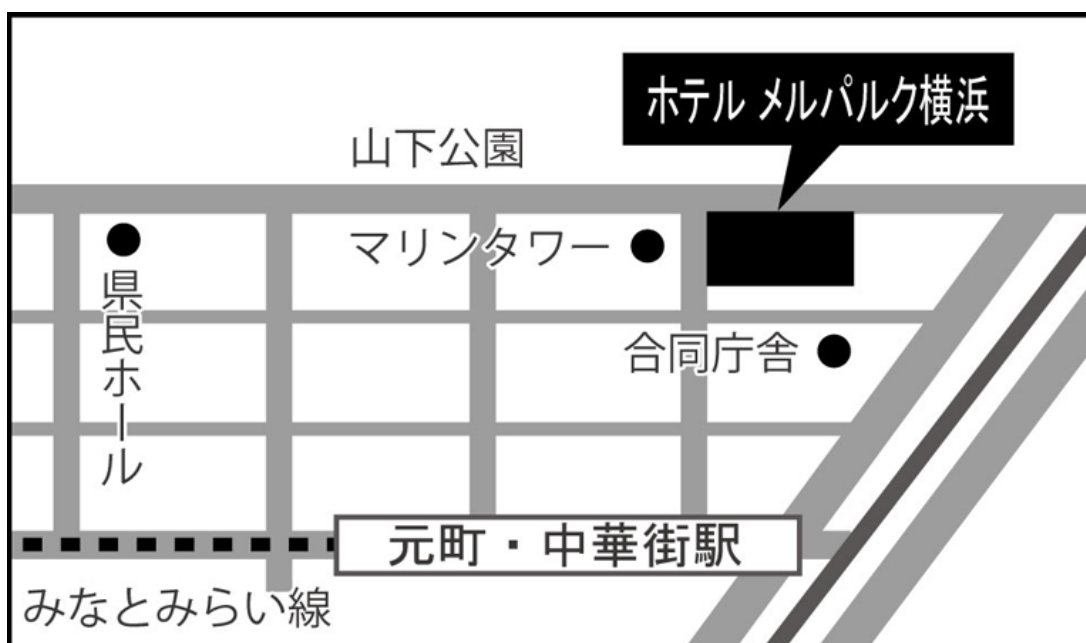 ホテル メルパルク横浜
山下公園
マリンタワー
県民ホール
合同庁舎
元町・中華街駅
みなとみらい線